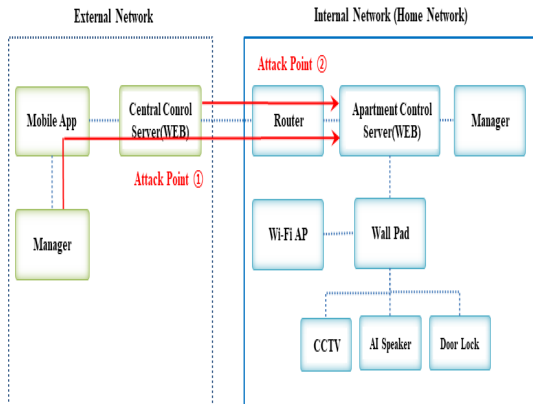 External Network
Internal Network (Home Network)
Attack Point ②
Mobile App
Central Conrol
Server(WEB)
Router
Apartment Control
Server(WEB)
Manager
Attack Point ①
Manager
Wi-Fi AP
Wall Pad
CCTV
AI Speaker
Door Lock